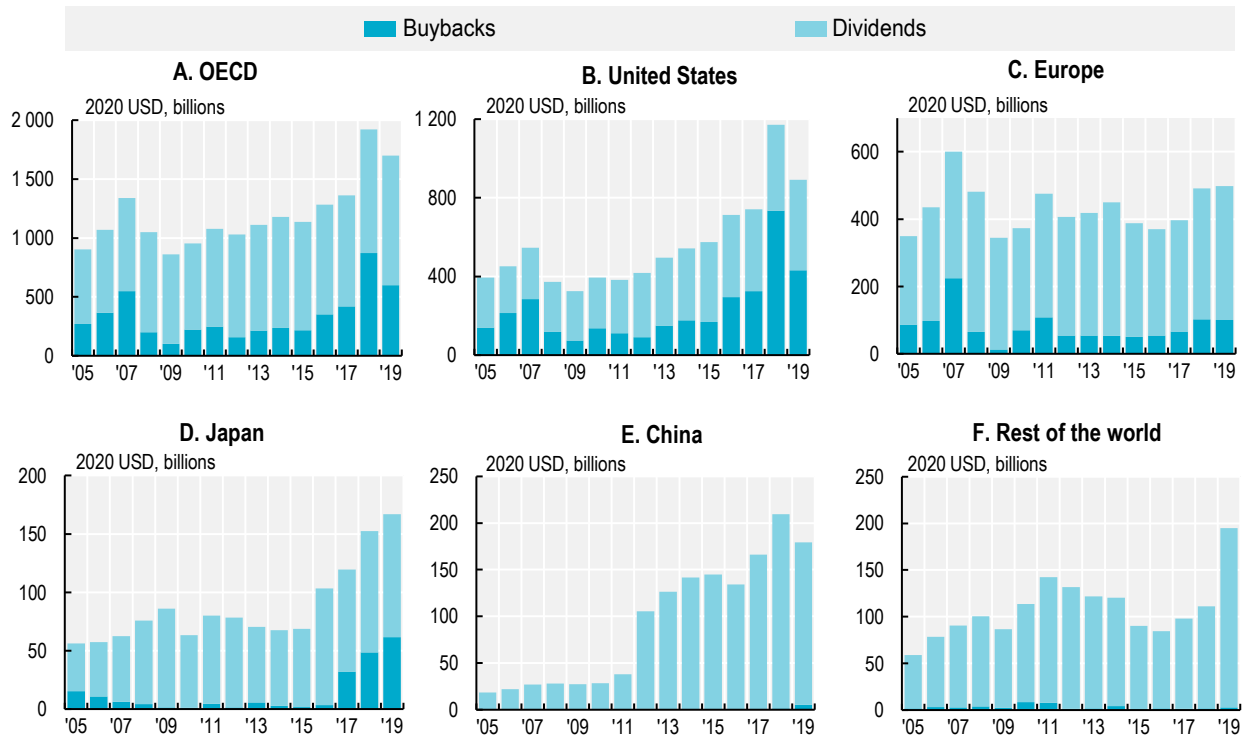 Buybacks Dividends
A. OECD
2020 USD, billions
2 000
1 500
1 000
500
0
'05 '07 '09 '11 '13 '15 '17 '19
B. United States
2020 USD, billions
1 200
800
400
0
'05 '07 '09 '11 '13 '15 '17 '19
C. Europe
2020 USD, billions
600
400
200
0
'05 '07 '09 '11 '13 '15 '17 '19
D. Japan
2020 USD, billions
200
150
100
50
0
'05 '07 '09 '11 '13 '15 '17 '19
E. China
2020 USD, billions
250
200
150
100
50
0
'05 '07 '09 '11 '13 '15 '17 '19
F. Rest of the world
2020 USD, billions
250
200
150
100
50
0
'05 '07 '09 '11 '13 '15 '17 '19